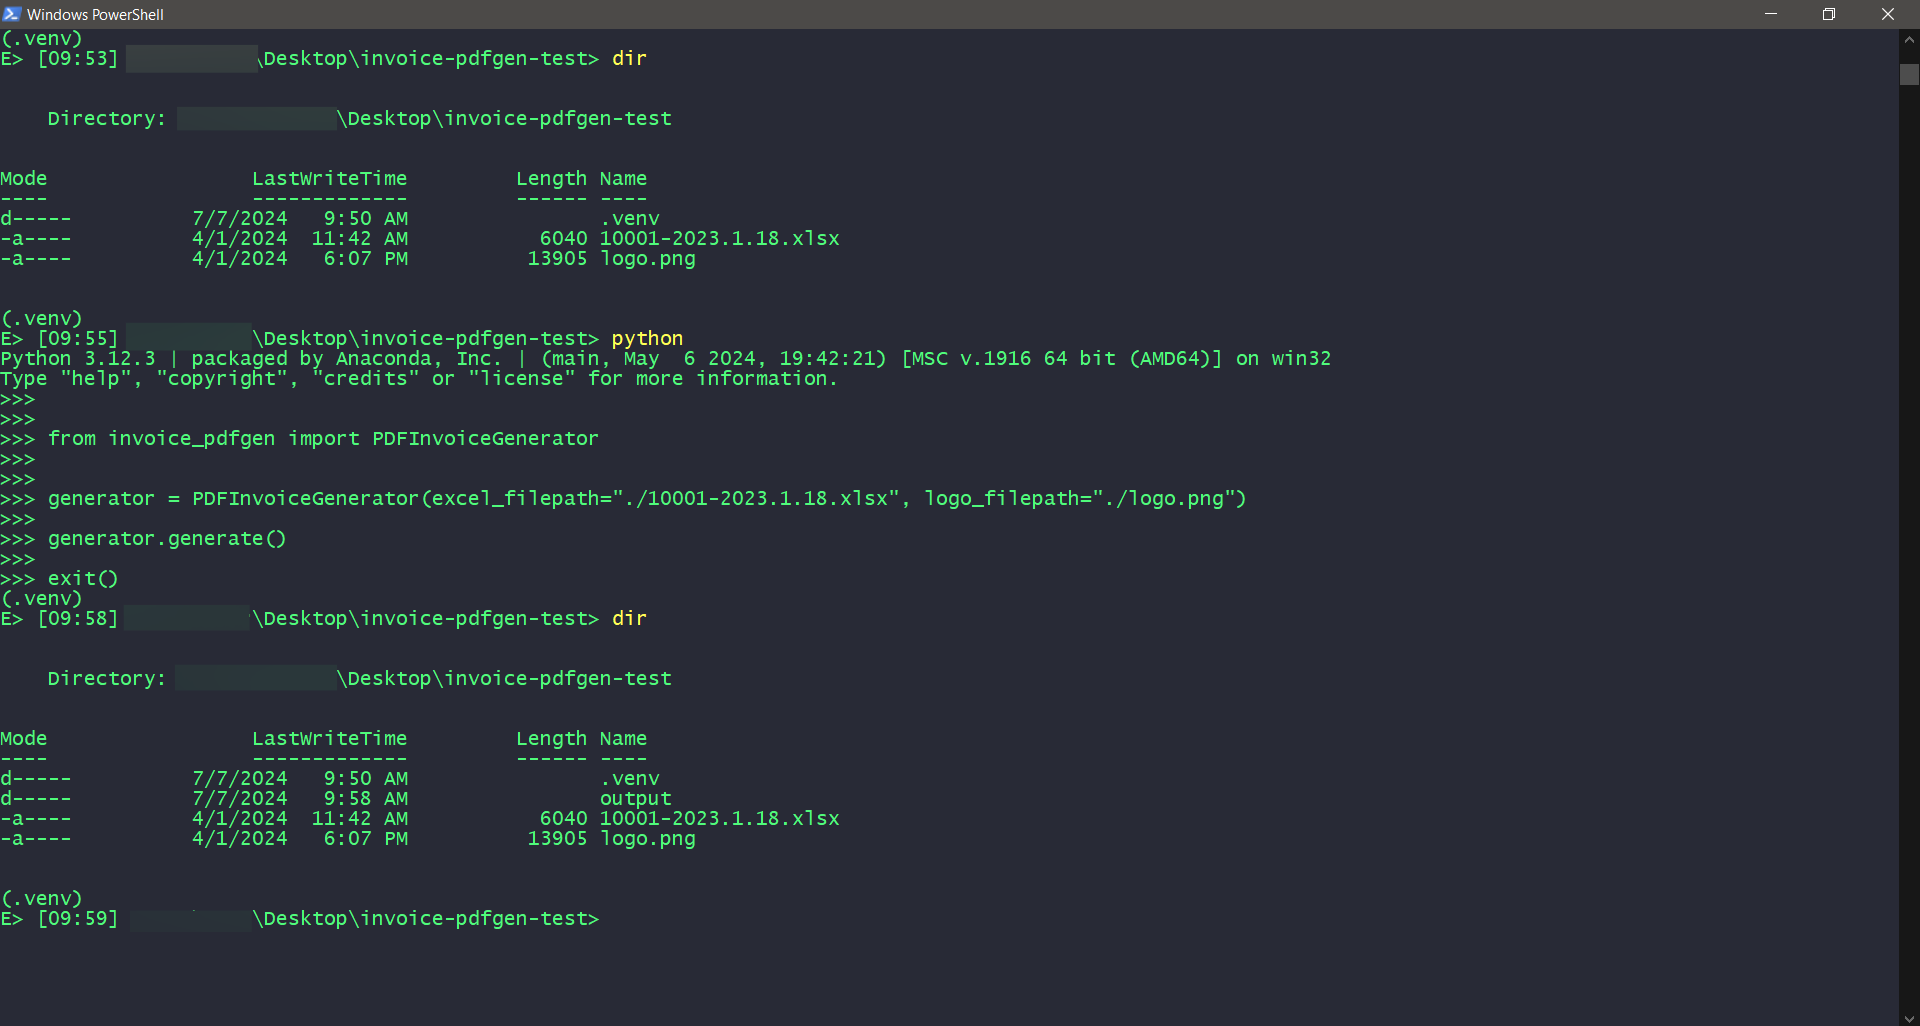 Windows PowerShell
(.venv)
E> [09:53] \Desktop\invoice-pdfgen-test> dir
Directory: \Desktop\invoice-pdfgen-test
Mode LastWriteTime Length Name
---- ------------- ------ ----
d----- 7/7/2024 9:50 AM .venv
-a---- 4/1/2024 11:42 AM 6040 10001-2023.1.18.xlsx
-a---- 4/1/2024 6:07 PM 13905 logo.png
(.venv)
E> [09:55] \Desktop\invoice-pdfgen-test> python
Python 3.12.3 | packaged by Anaconda, Inc. | (main, May  6 2024, 19:42:21) [MSC v.1916 64 bit (AMD64)] on win32
Type "help", "copyright", "credits" or "license" for more information.
>>>
>>>
>>> from invoice_pdfgen import PDFInvoiceGenerator
>>>
>>>
>>> generator = PDFInvoiceGenerator(excel_filepath="./10001-2023.1.18.xlsx", logo_filepath="./logo.png")
>>>
>>> generator.generate()
>>>
>>> exit()
(.venv)
E> [09:58] \Desktop\invoice-pdfgen-test> dir
Directory: \Desktop\invoice-pdfgen-test
Mode LastWriteTime Length Name
---- ------------- ------ ----
d----- 7/7/2024 9:50 AM .venv
d----- 7/7/2024 9:58 AM output
-a---- 4/1/2024 11:42 AM 6040 10001-2023.1.18.xlsx
-a---- 4/1/2024 6:07 PM 13905 logo.png
(.venv)
E> [09:59] \Desktop\invoice-pdfgen-test>